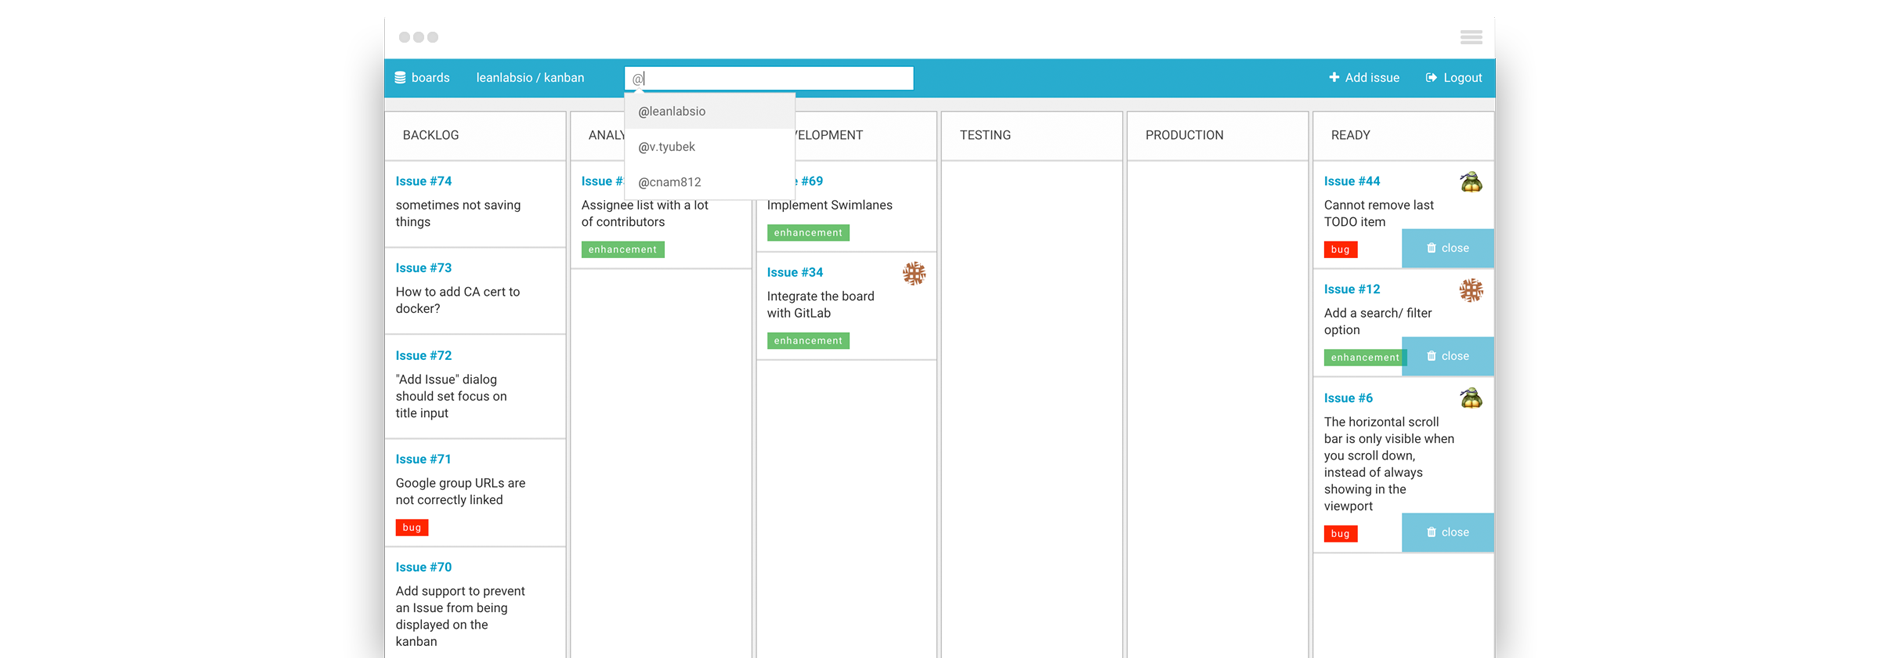 boards
leanlabsio / kanban
@
Add issue
Logout
@leanlabsio
@v.tyubek
@cnam812
BACKLOG
Issue #74
sometimes not saving
things
Issue #73
How to add CA cert to
docker?
Issue #72
"Add Issue" dialog
should set focus on
title input
Issue #71
Google group URLs are
not correctly linked
bug
Issue #70
Add support to prevent
an Issue from being
displayed on the
kanban
ANALY
Issue #
Assignee list with a lot
of contributors
enhancement
VELOPMENT
#69
Implement Swimlanes
enhancement
Issue #34
Integrate the board
with GitLab
enhancement
TESTING
PRODUCTION
READY
Issue #44
Cannot remove last
TODO item
bug
close
Issue #12
Add a search/ filter
option
enhancement
close
Issue #6
The horizontal scroll
bar is only visible when
you scroll down,
instead of always
showing in the
viewport
bug
close